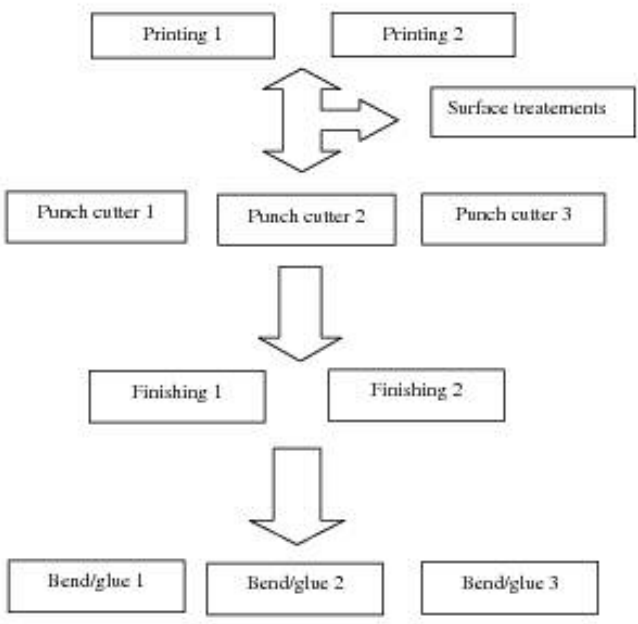 Printing 1
Printing 2
Surface treatements
Punch cutter 1
Punch cutter 2
Punch cutter 3
Finishing 1
Finishing 2
Bend/glue 1
Bend/glue 2
Bend/glue 3